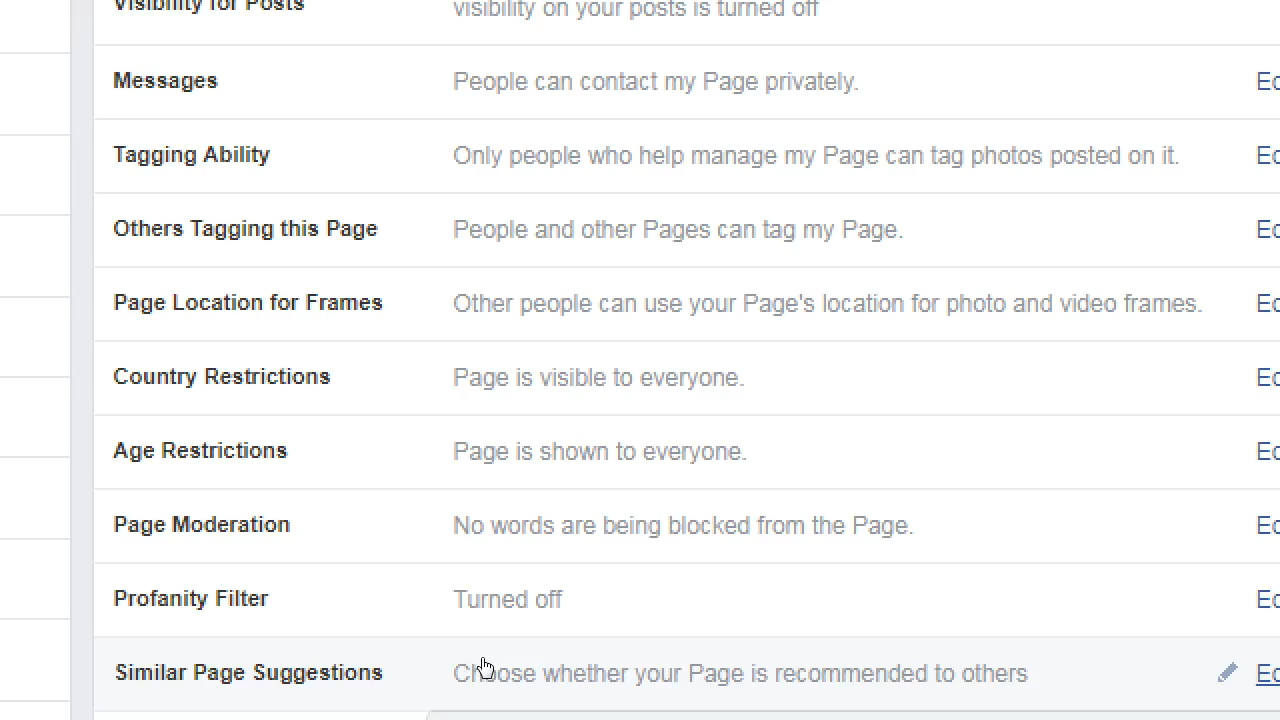 Visibility for Posts visibility on your posts is turned off
Messages People can contact my Page privately.
Tagging Ability Only people who help manage my Page can tag photos posted on it.
Others Tagging this Page People and other Pages can tag my Page.
Page Location for Frames Other people can use your Page's location for photo and video frames.
Country Restrictions Page is visible to everyone.
Age Restrictions Page is shown to everyone.
Page Moderation No words are being blocked from the Page.
Profanity Filter Turned off
Similar Page Suggestions Choose whether your Page is recommended to others